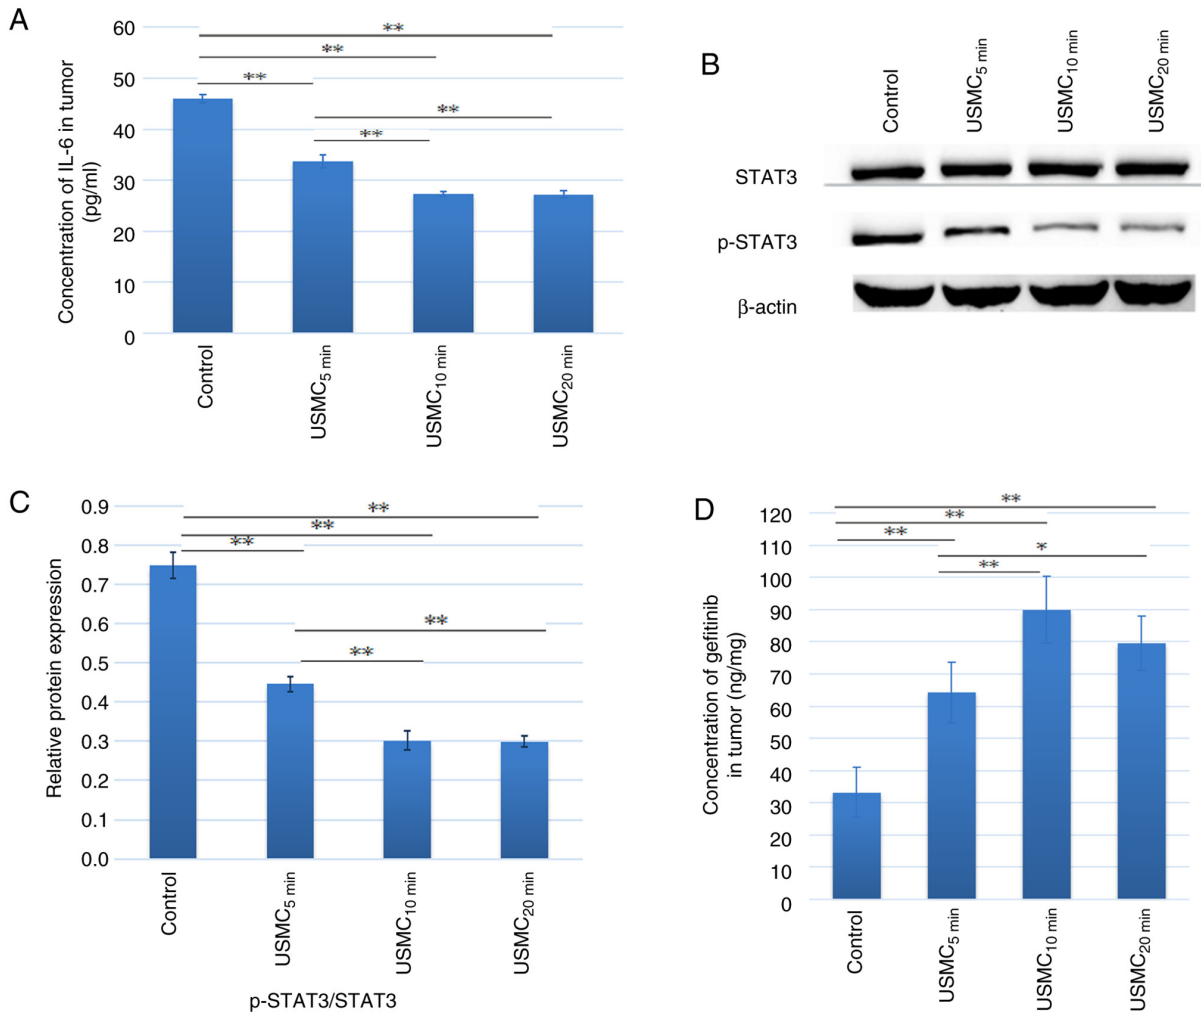 A
60
50
40
30
20
10
0
Concentration of IL-6 in tumor
(pg/ml)
**
**
**
**
**
Control
USMC5 min
USMC10 min
USMC20 min
B
Control
USMC5 min
USMC10 min
USMC20 min
STAT3
p-STAT3
β-actin
C
0.9
0.8
0.7
0.6
0.5
0.4
0.3
0.2
0.1
0.0
Relative protein expression
**
**
**
**
**
Control
USMC5 min
USMC10 min
USMC20 min
p-STAT3/STAT3
D
120
110
100
90
80
70
60
50
40
30
20
10
0
Concentration of gefitinib
in tumor (ng/mg)
**
**
**
*
**
Control
USMC5 min
USMC10 min
USMC20 min